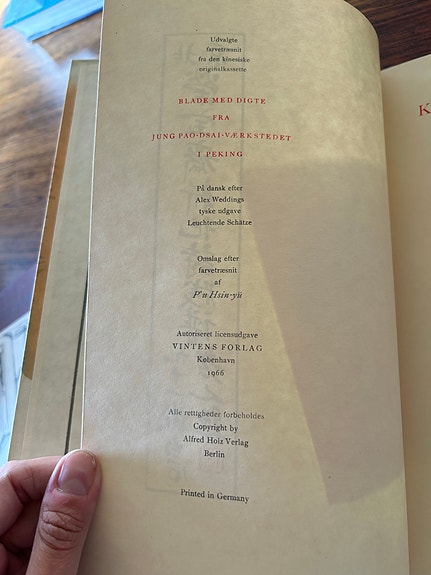 Udvalgte
farvetræsnit
fra den kinesiske
originalkassette
BLADE MED DIGTE
FRA
JUNG PAO-DSAI-VÆRKSTEDET
I PEKING
På dansk efter
Alex Weddings
tyske udgave
Leuchtende Schätze
Omslag efter
farvetræsnit
af
P'u Hsin-yü
Autoriseret licensudgave
VINTENS FORLAG
København
1966
Alle rettigheder forbeholdes
Copyright by
Alfred Holz Verlag
Berlin
Printed in Germany
K